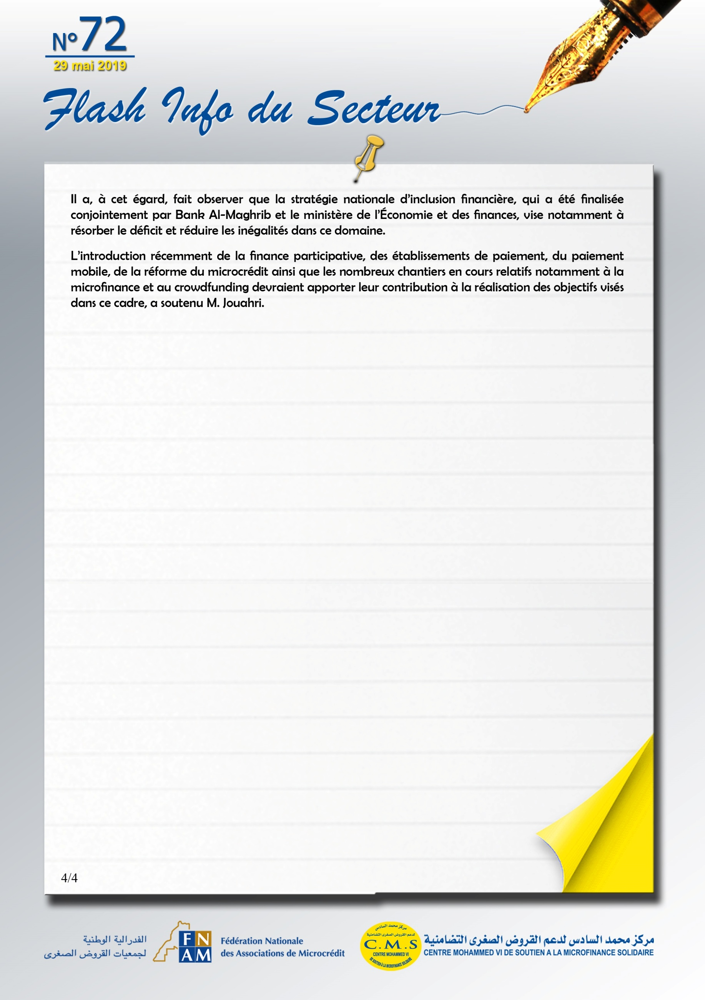 N°72
29 mai 2019
Flash Info du Secteur
Il a, à cet égard, fait observer que la stratégie nationale d’inclusion financière, qui a été finalisée
conjointement par Bank Al-Maghrib et le ministère de l’Économie et des finances, vise notamment à
résorber le déficit et réduire les inégalités dans ce domaine.
L’introduction récemment de la finance participative, des établissements de paiement, du paiement
mobile, de la réforme du microcrédit ainsi que les nombreux chantiers en cours relatifs notamment à la
microfinance et au crowdfunding devraient apporter leur contribution à la réalisation des objectifs visés
dans ce cadre, a soutenu M. Jouahri.
4/4
الفدرالية الوطنية
لجمعيات القروض الصغرى
FN
AM
Fédération Nationale
des Associations de Microcrédit
مركز محمد السادس
لدعم القروض الصغرى التضامنية
C.M.S
CENTRE MOHAMMED VI
DE SOUTIEN À LA MICROFINANCE SOLIDAIRE
مركز محمد السادس لدعم القروض الصغرى التضامنية
CENTRE MOHAMMED VI DE SOUTIEN A LA MICROFINANCE SOLIDAIRE